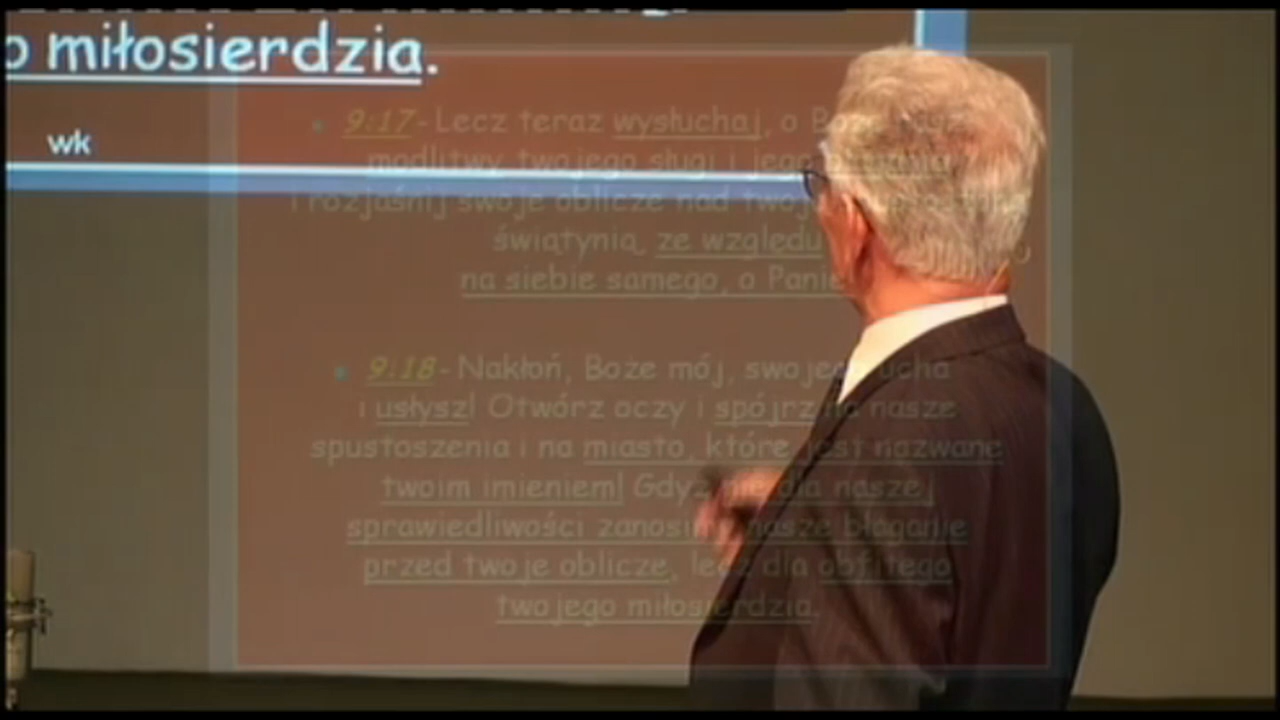 miłosierdzia.
wk
9:17- Lecz teraz wysłuchaj, o
modlitwy twojego sługi i jego
i rozjaśnij swoje oblicze nad
świątynią, ze względu
na siebie samego, o Panie
9:18- Nakłoń, Boże mój, swojego ucha
i usłysz! Otwórz oczy i spójrz na nasze
spustoszenia i na miasto, które jest nazwane
twoim imieniem! Gdyż nie dla naszej
sprawiedliwości zanosimy nasze błaganie
przed twoje oblicze, lecz dla obfitego
twojego miłosierdzia.